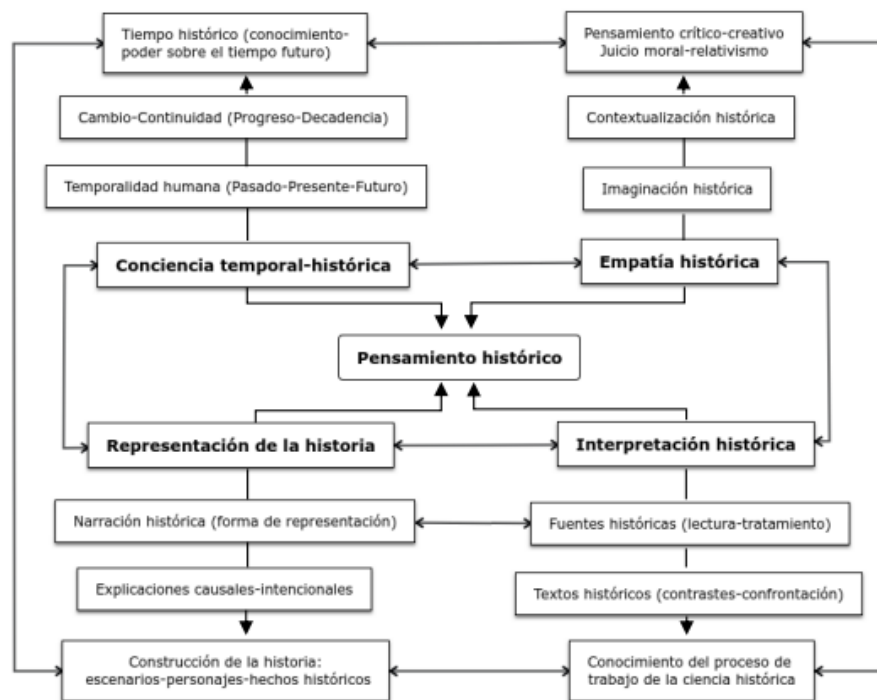 Tiempo histórico (conocimiento-
poder sobre el tiempo futuro)
Pensamiento crítico-creativo
Juicio moral-relativismo
Cambio-Continuidad (Progreso-Decadencia)
Contextualización histórica
Temporalidad humana (Pasado-Presente-Futuro)
Imaginación histórica
Conciencia temporal-histórica
Empatía histórica
Pensamiento histórico
Representación de la historia
Interpretación histórica
Narración histórica (forma de representación)
Fuentes históricas (lectura-tratamiento)
Explicaciones causales-intencionales
Textos históricos (contrastes-confrontación)
Construcción de la historia:
escenarios-personajes-hechos históricos
Conocimiento del proceso de
trabajo de la ciencia histórica